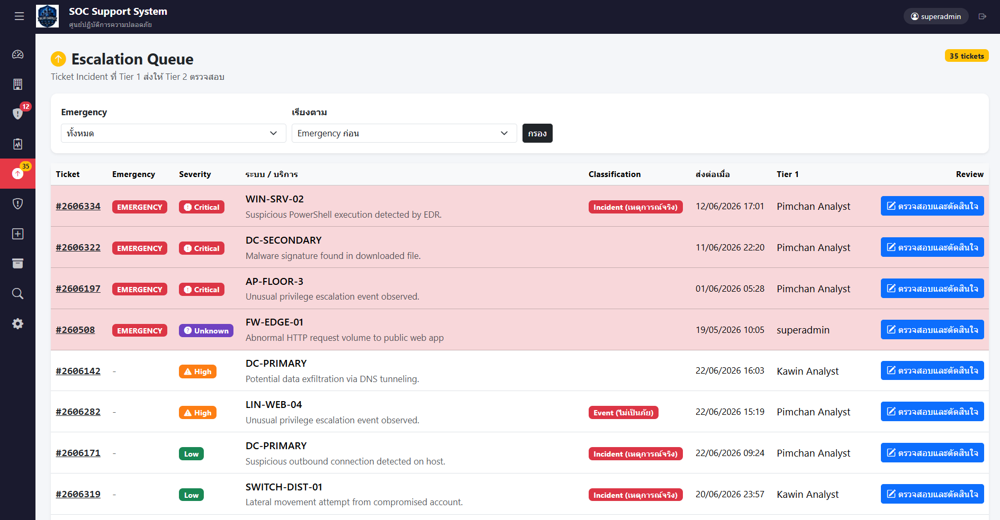 SOC Support System
ศูนย์ปฏิบัติการความปลอดภัย
superadmin
Escalation Queue
35 tickets
Ticket Incident ที่ Tier 1 ส่งให้ Tier 2 ตรวจสอบ
12
35
Emergency เรียงตาม
ทั้งหมด Emergency ก่อน กรอง
Ticket Emergency Severity ระบบ / บริการ Classification ส่งต่อเมื่อ Tier 1 Review
#2606334 EMERGENCY Critical WIN-SRV-02 Incident (เหตุการณ์จริง) 12/06/2026 17:01 Pimchan Analyst ตรวจสอบและตัดสินใจ
Suspicious PowerShell execution detected by EDR.
#2606322 EMERGENCY Critical DC-SECONDARY 11/06/2026 22:20 Pimchan Analyst ตรวจสอบและตัดสินใจ
Malware signature found in downloaded file.
#2606197 EMERGENCY Critical AP-FLOOR-3 01/06/2026 05:28 Pimchan Analyst ตรวจสอบและตัดสินใจ
Unusual privilege escalation event observed.
#260508 EMERGENCY Unknown FW-EDGE-01 19/05/2026 10:05 superadmin ตรวจสอบและตัดสินใจ
Abnormal HTTP request volume to public web app
#2606142 - High DC-PRIMARY 22/06/2026 16:03 Kawin Analyst ตรวจสอบและตัดสินใจ
Potential data exfiltration via DNS tunneling.
#2606282 - High LIN-WEB-04 Event (ไม่เป็นภัย) 22/06/2026 15:19 Pimchan Analyst ตรวจสอบและตัดสินใจ
Unusual privilege escalation event observed.
#2606171 - Low DC-PRIMARY Incident (เหตุการณ์จริง) 22/06/2026 09:24 Pimchan Analyst ตรวจสอบและตัดสินใจ
Suspicious outbound connection detected on host.
#2606319 - Low SWITCH-DIST-01 Incident (เหตุการณ์จริง) 20/06/2026 23:57 Kawin Analyst ตรวจสอบและตัดสินใจ
Lateral movement attempt from compromised account.